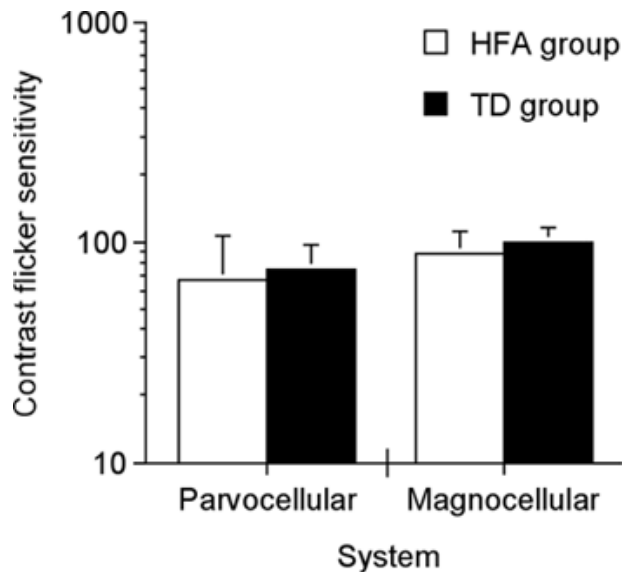 1000
HFA group
TD group
Contrast flicker sensitivity
100
10
Parvocellular
Magnocellular
System